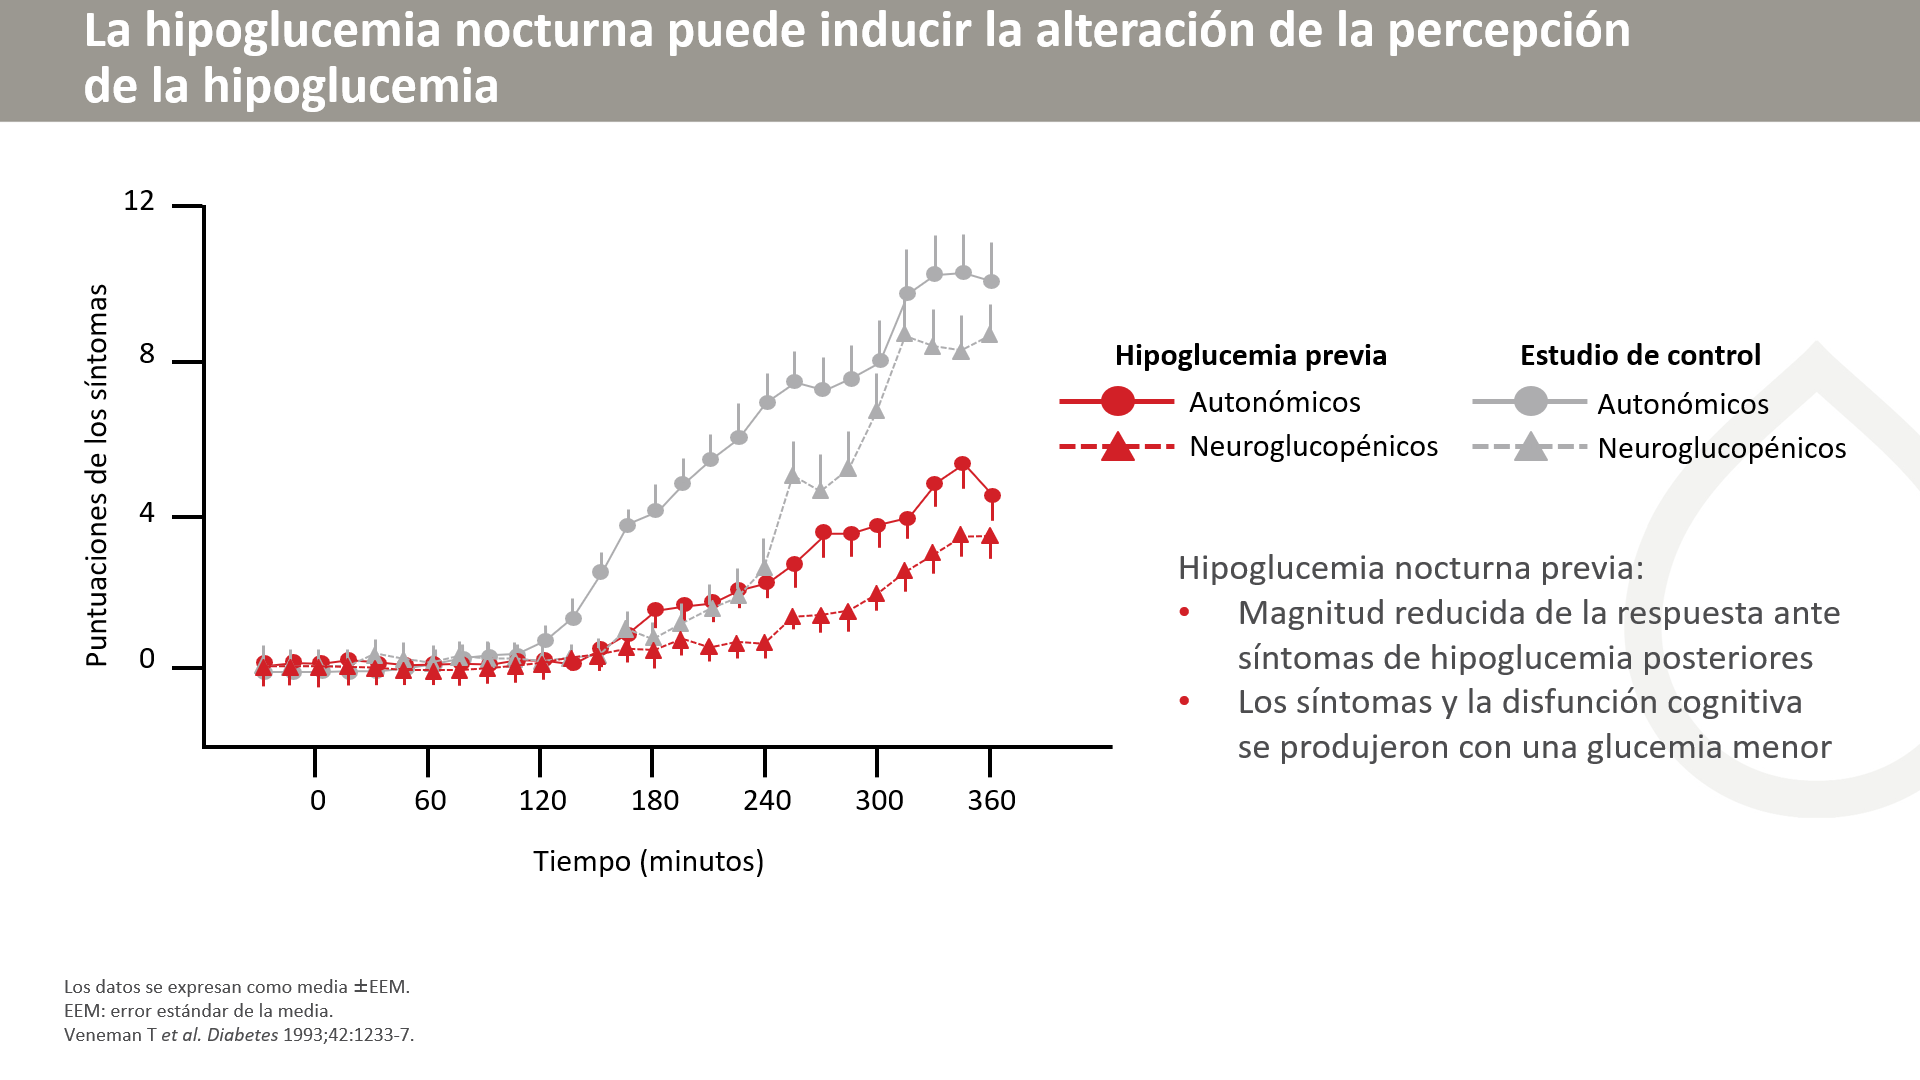 La hipoglucemia nocturna puede inducir la alteración de la percepción
de la hipoglucemia
12
8
4
0
Puntuaciones de los síntomas
0 60 120 180 240 300 360
Tiempo (minutos)
Hipoglucemia previa
Autonómicos
Neuroglucopénicos
Estudio de control
Autonómicos
Neuroglucopénicos
Hipoglucemia nocturna previa:
• Magnitud reducida de la respuesta ante
síntomas de hipoglucemia posteriores
• Los síntomas y la disfunción cognitiva
se produjeron con una glucemia menor
Los datos se expresan como media ±EEM.
EEM: error estándar de la media.
Veneman T et al. Diabetes 1993;42:1233-7.